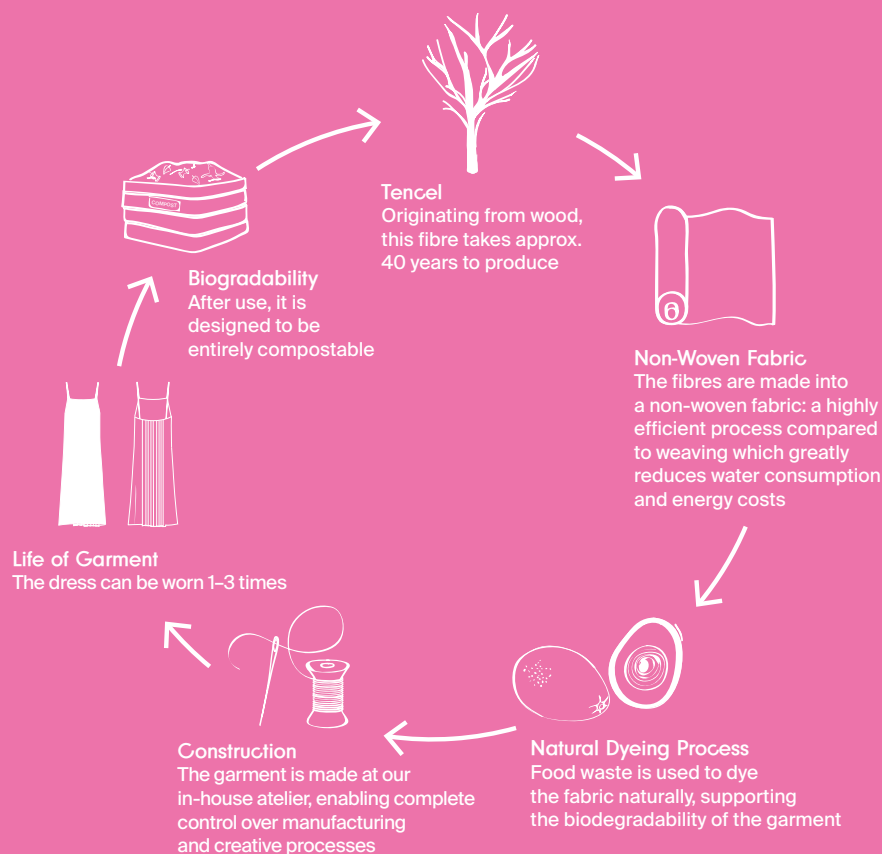 Tencel
Originating from wood,
this fibre takes approx.
40 years to produce
Non-Woven Fabric
The fibres are made into
a non-woven fabric: a highly
efficient process compared
to weaving which greatly
reduces water consumption
and energy costs
Natural Dyeing Process
Food waste is used to dye
the fabric naturally, supporting
the biodegradability of the garment
Construction
The garment is made at our
in-house atelier, enabling complete
control over manufacturing
and creative processes
Life of Garment
The dress can be worn 1–3 times
COMPOST
Biogradability
After use, it is
designed to be
entirely compostable